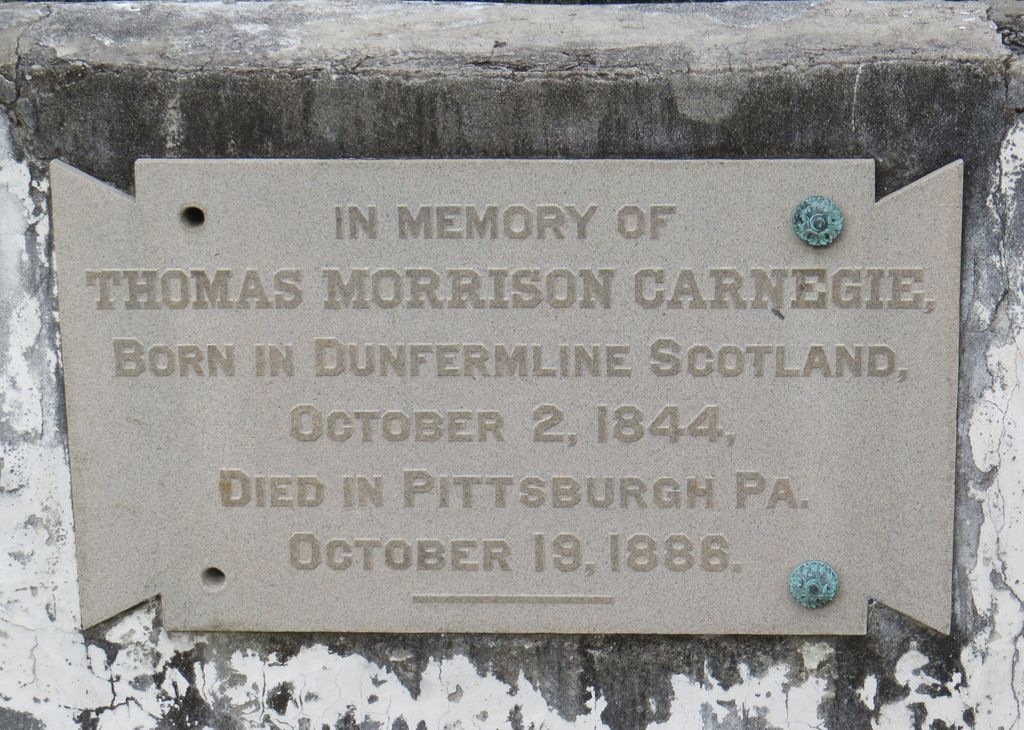 IN MEMORY OF
THOMAS MORRISON CARNEGIE,
BORN IN DUNFERMLINE SCOTLAND,
OCTOBER 2, 1844,
DIED IN PITTSBURGH PA.
OCTOBER 19, 1886.